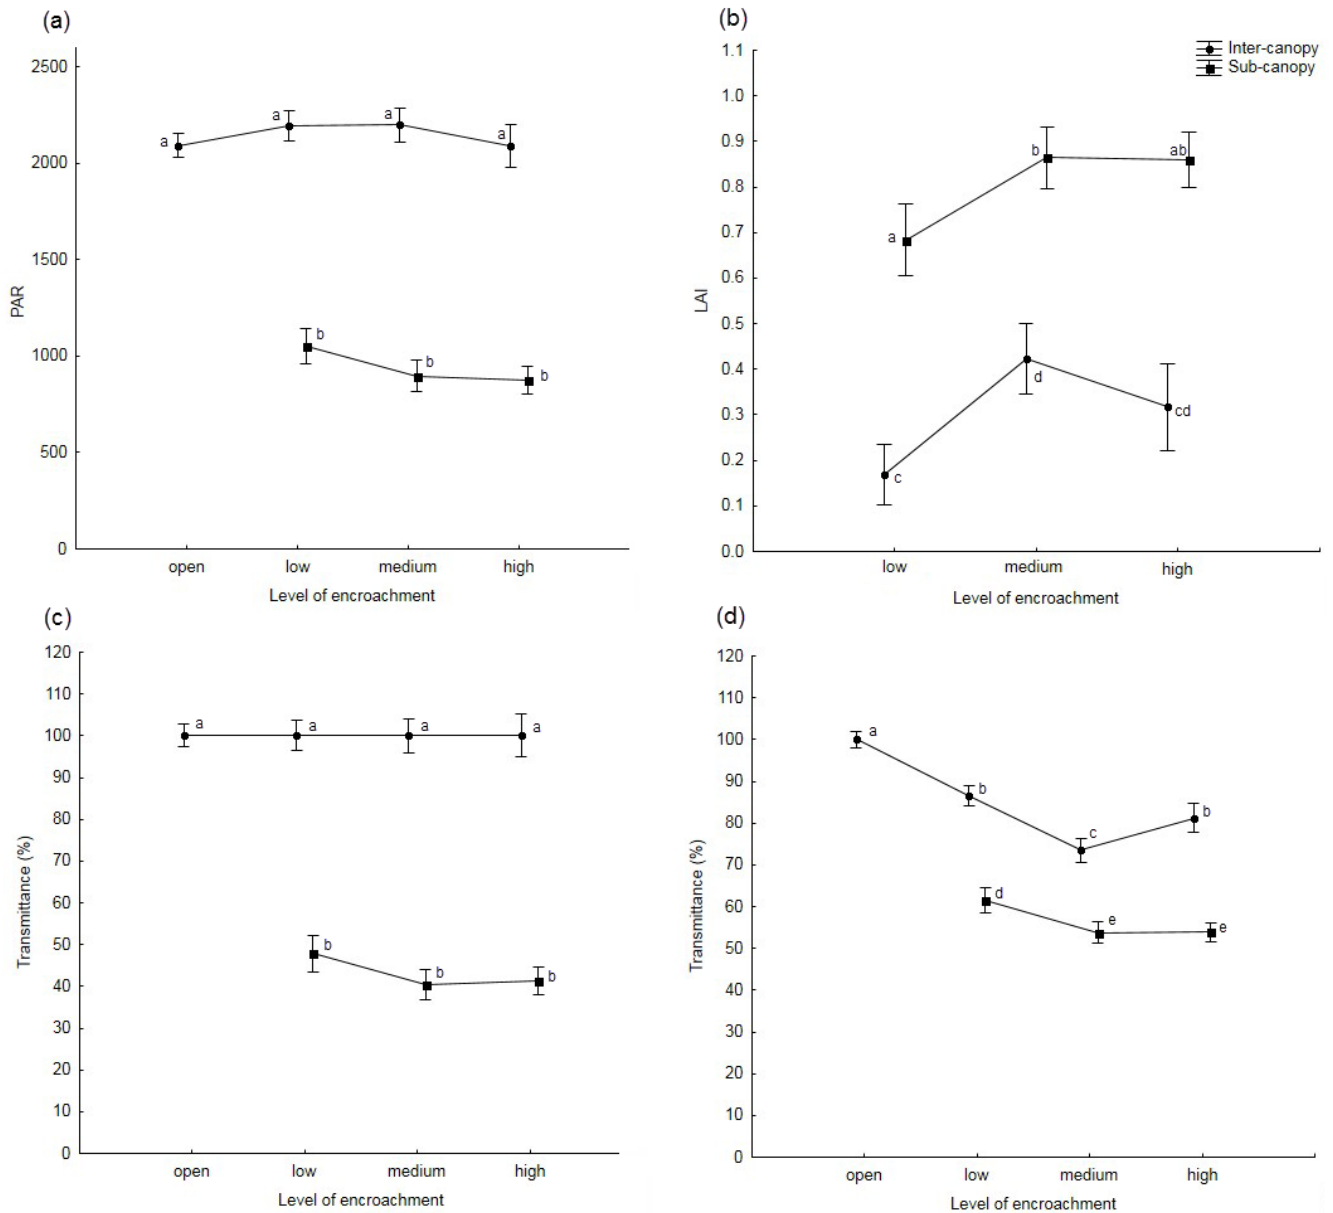 (a)
2500
2000
1500
1000
500
0
PAR
a
a
a
a
b
b
b
open low medium high
Level of encroachment
(b)
Inter-canopy
Sub-canopy
1.1
1.0
0.9
0.8
0.7
0.6
0.5
0.4
0.3
0.2
0.1
0.0
LAI
a
b
ab
c
d
cd
low medium high
Level of encroachment
(c)
120
110
100
90
80
70
60
50
40
30
20
10
0
Transmittance (%)
a
a
a
a
b
b
b
open low medium high
Level of encroachment
(d)
120
110
100
90
80
70
60
50
40
30
20
10
0
Transmittance (%)
a
b
c
b
d
e
e
open low medium high
Level of encroachment